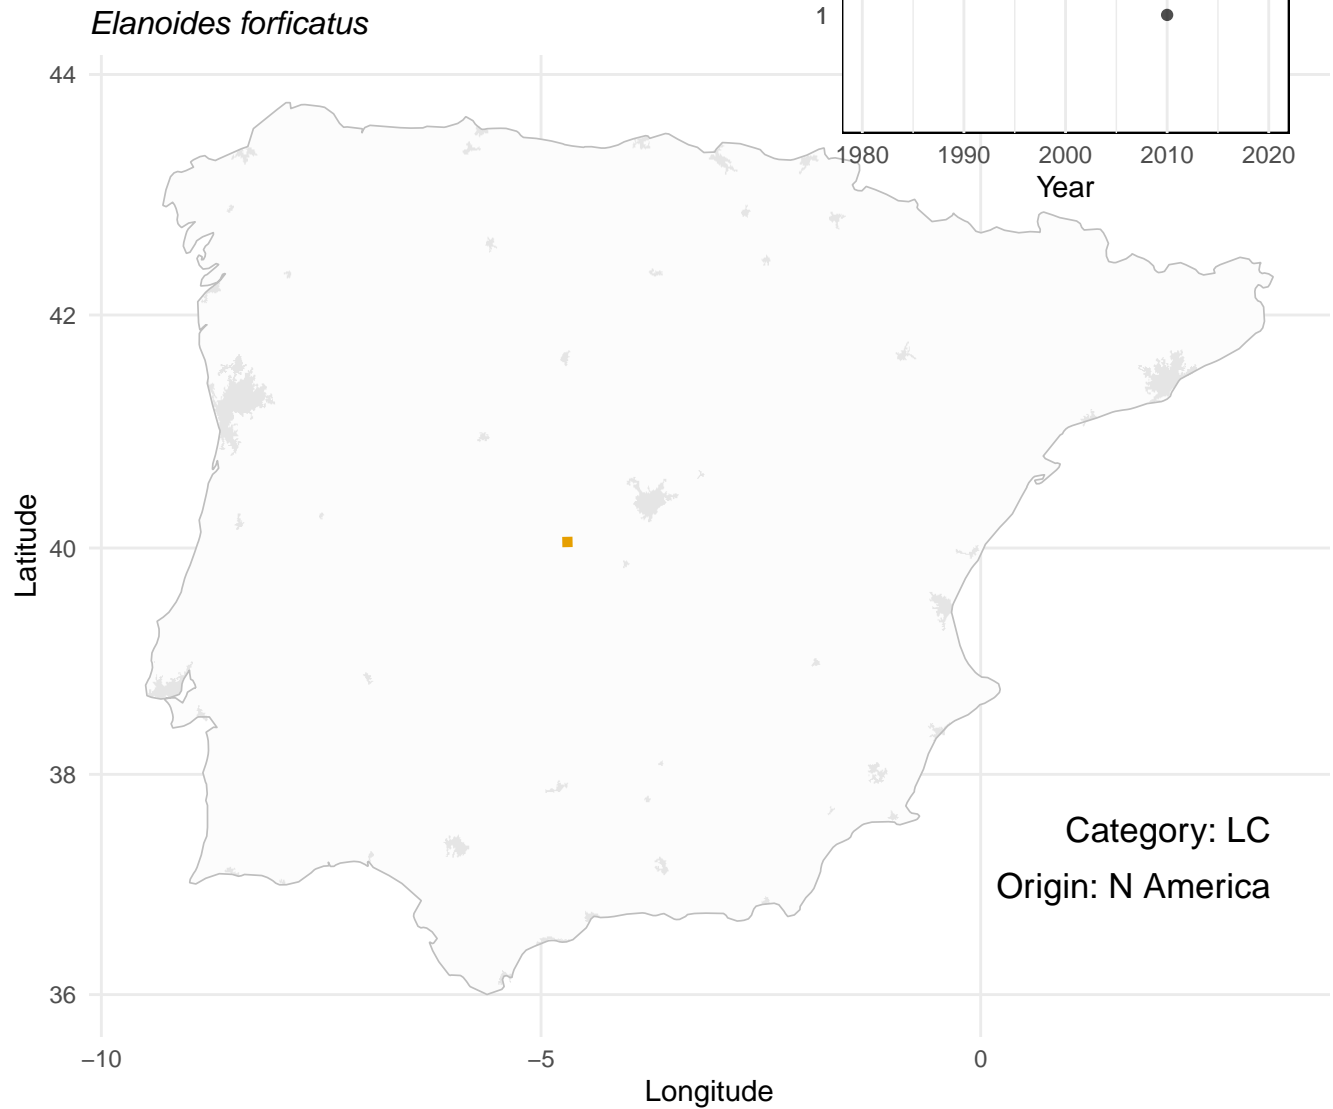 Elanoides forficatus
1
1980 1990 2000 2010 2020
Year
44
42
40
38
36
Latitude
Category: LC
Origin: N America
−10 −5 0
Longitude